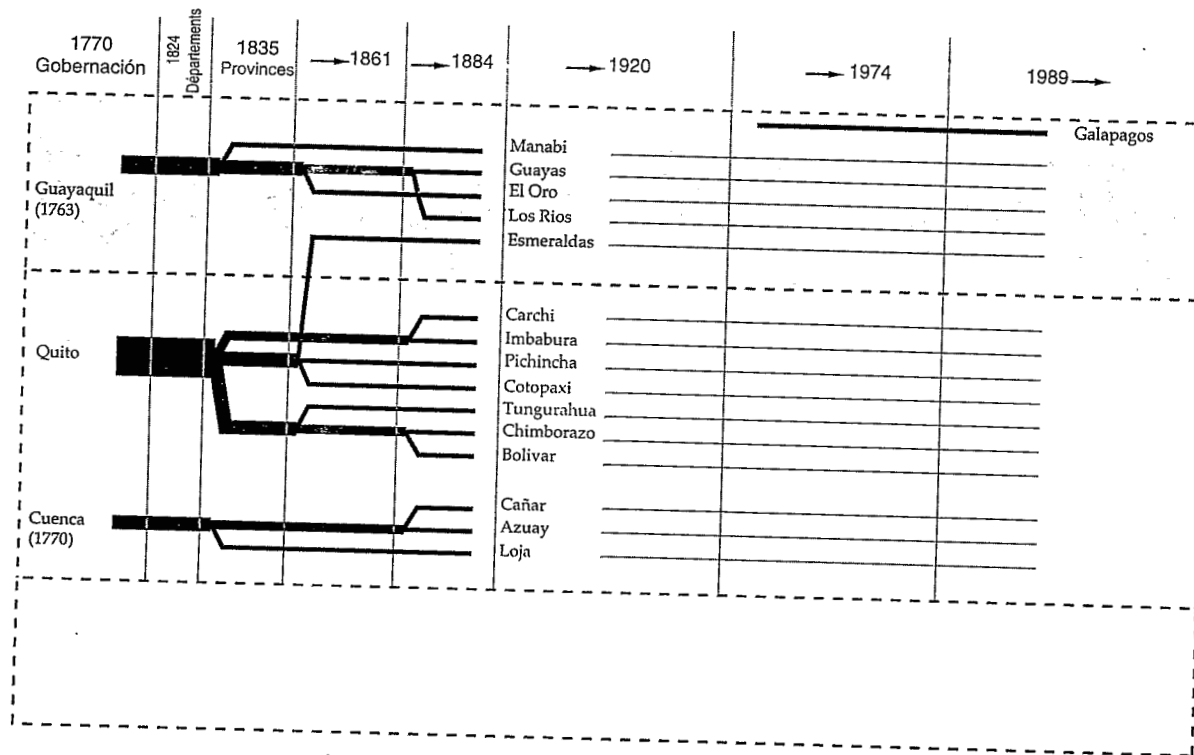 1770
Gobernación
1824
Départements
1835
Provinces
1861
1884
1920
1974
1989
Galapagos
Guayaquil
(1763)
Manabi
Guayas
El Oro
Los Rios
Esmeraldas
Quito
Carchi
Imbabura
Pichincha
Cotopaxi
Tungurahua
Chimborazo
Bolivar
Cuenca
(1770)
Cañar
Azuay
Loja